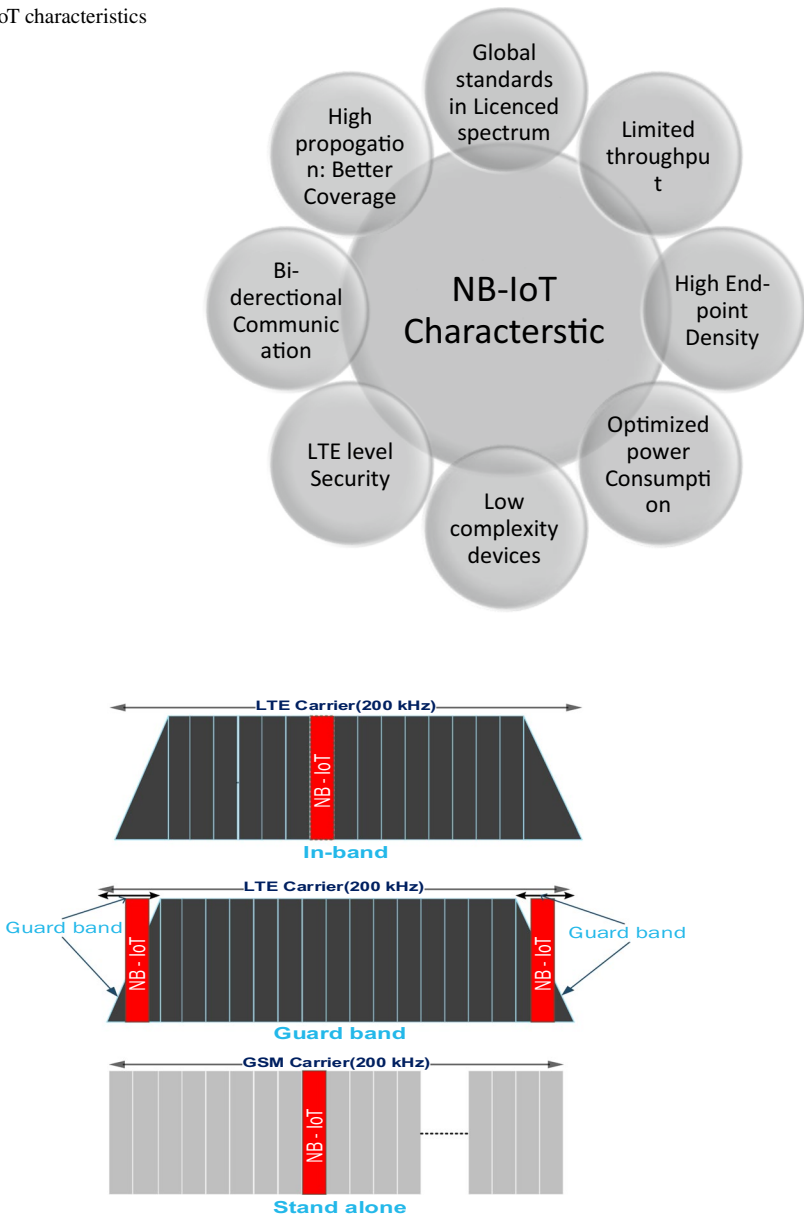 oT characteristics
Global
standards
in Licenced
spectrum
Limited
throughpu
t
High End-
point
Density
Optimized
power
Consumpti
on
Low
complexity
devices
LTE level
Security
Bi-
derectional
Communic
ation
High
propogatio
n: Better
Coverage
NB-IoT
Characterstic
LTE Carrier(200 kHz)
NB - IoT
In-band
LTE Carrier(200 kHz)
Guard band
NB - IoT
NB - IoT
Guard band
Guard band
GSM Carrier(200 kHz)
NB - IoT
Stand alone